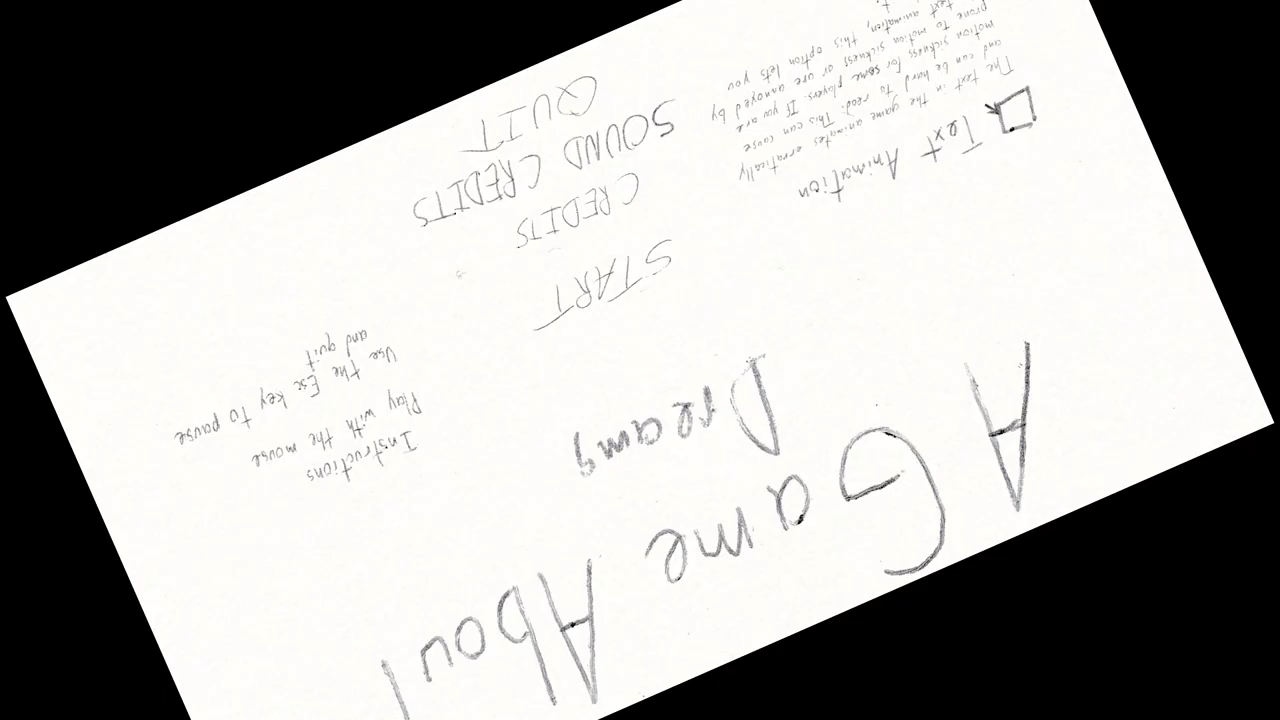 A Game About
Dreams
START
CREDITS
SOUND CREDITS
QUIT
Instructions
Play with the mouse
Use the Esc key to pause
and quit
Text Animation
The text in the game animates erratically
and can be hard to read. This can cause
motion sickness for some players. If you are
prone to motion sickness or are annoyed by
text animation, this option lets you